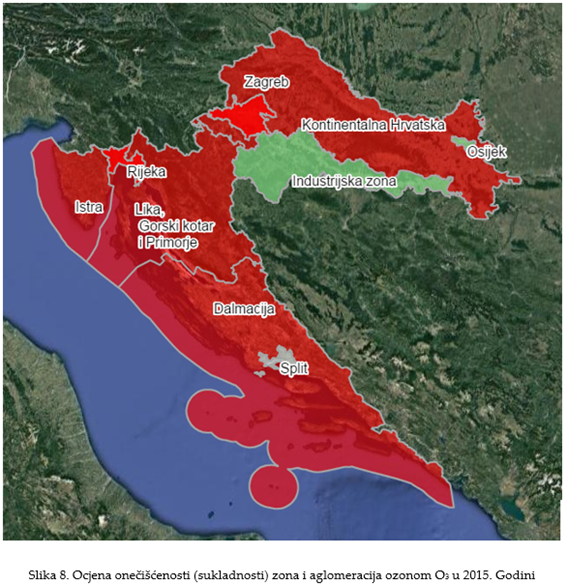 Zagreb
Kontinentalna Hrvatska
Osijek
Industrijska zona
Rijeka
Istra
Lika,
Gorski kotar
i Primorje
Dalmacija
Split
Slika 8. Ocjena onečišćenosti (sukladnosti) zona i aglomeracija ozonom O₃ u 2015. Godini